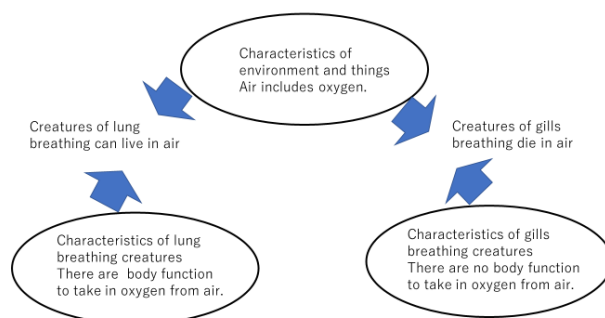 Characteristics of
environment and things
Air includes oxygen.
Creatures of lung
breathing can live in air
Creatures of gills
breathing die in air
Characteristics of lung
breathing creatures
There are body function
to take in oxygen from air.
Characteristics of gills
breathing creatures
There are no body function
to take in oxygen from air.